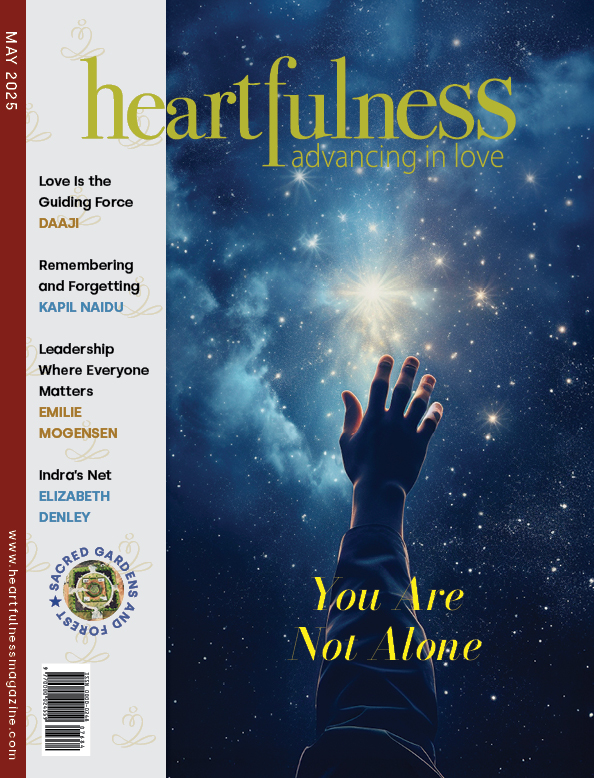 MAY 2025
heartfulness
advancing in love
Love Is the
Guiding Force
DAAJI
Remembering
and Forgetting
KAPIL NAIDU
Leadership
Where Everyone
Matters
EMILIE
MOGENSEN
Indra's Net
ELIZABETH
DENLEY
SACRED GARDENS AND FOREST
You Are
Not Alone
www.heartfulnessmagazine.com